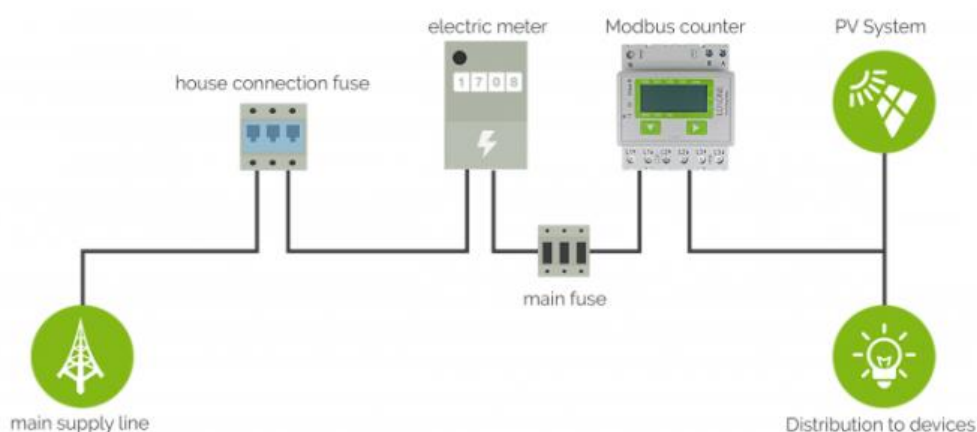 electric meter
Modbus counter
PV System
house connection fuse
1708
main fuse
main supply line
Distribution to devices